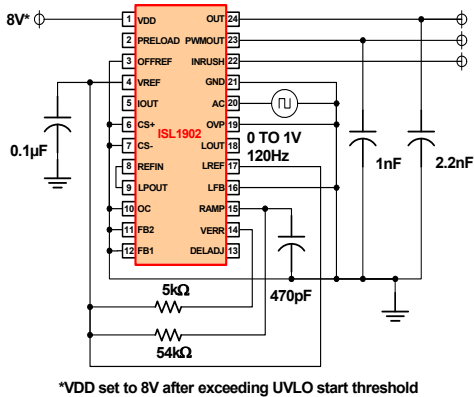 8V*
1 VDD OUT 24
2 PRELOAD PWMOUT 23
3 OFFREF INRUSH 22
4 VREF GND 21
5 IOUT AC 20
ISL1902
6 CS+ OVP 19
7 CS- LOUT 18
8 REFIN LREF 17
9 LPOUT LFB 16
10 OC RAMP 15
11 FB2 VERR 14
12 FB1 DELADJ 13
0.1µF
0 TO 1V
120Hz
1nF
2.2nF
470pF
5kΩ
54kΩ
*VDD set to 8V after exceeding UVLO start threshold